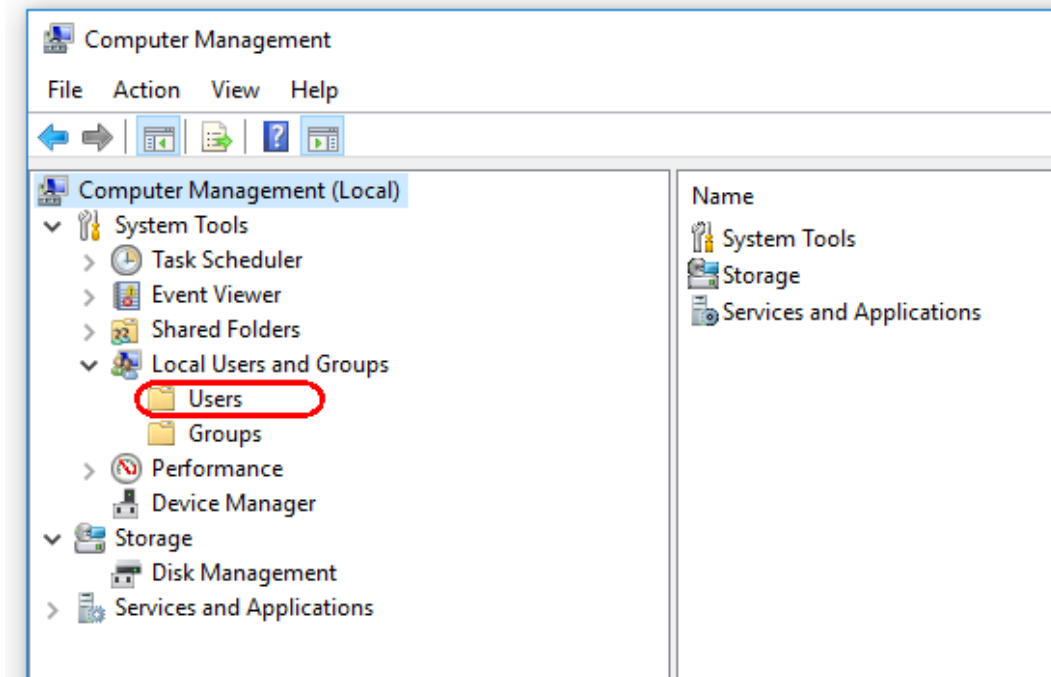 Computer Management
File Action View Help
Computer Management (Local)
System Tools
Task Scheduler
Event Viewer
Shared Folders
Local Users and Groups
Users
Groups
Performance
Device Manager
Storage
Disk Management
Services and Applications
Name
System Tools
Storage
Services and Applications